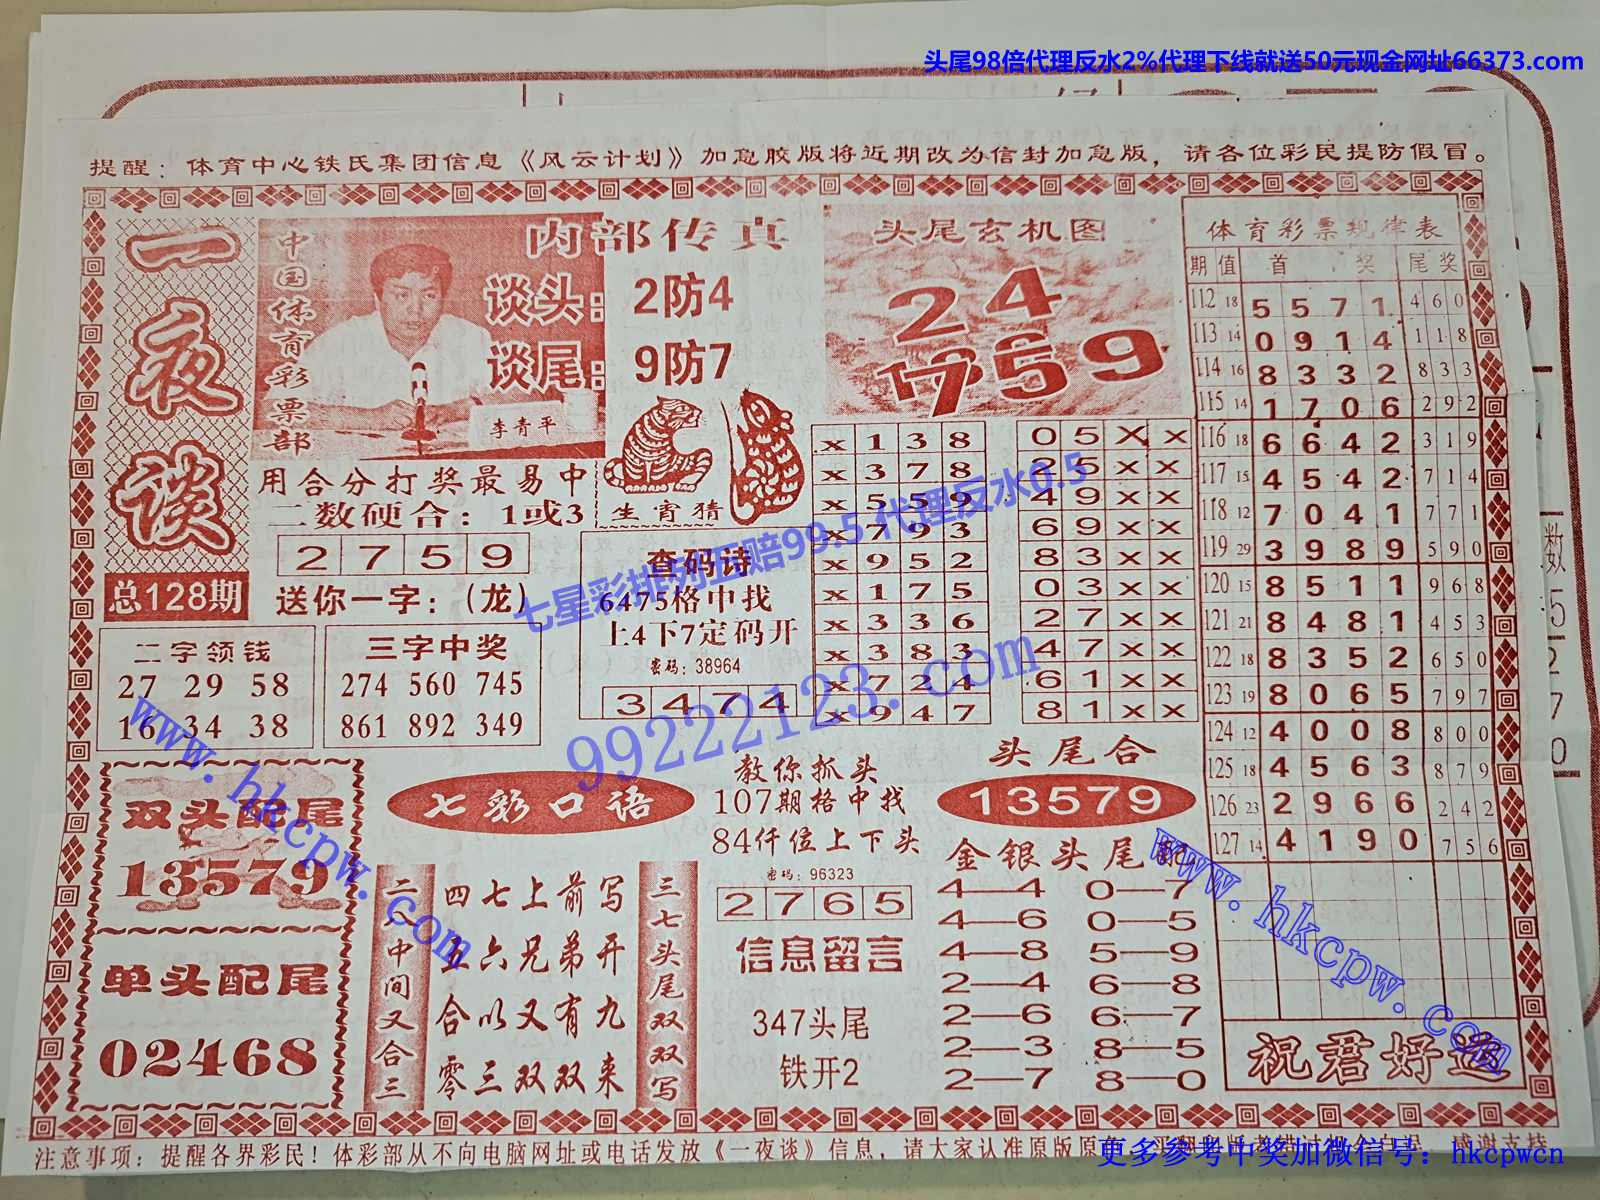 头尾98倍代理反水2%代理下线就送50元现金网址66373.com
提醒：体育中心铁氏集团信息《风云计划》加急胶版将近期改为信封加急版，请各位彩民提防假冒。
一夜谈
总128期
中国体育彩票部
内部传真
谈头：2防4
谈尾：9防7
李青平
用合分打奖最易中
二数硬合：1或3
2759
送你一字：（龙）
生肖猜
头尾玄机图
24
759
查码诗
6475格中找
上4下7定码开
密码：38964
3474
二字领钱
27 29 58
16 34 38
三字中奖
274 560 745
861 892 349
x138
x378
x559
x793
x952
x175
x336
x383
x724
x947
05XX
25XX
49XX
69XX
83XX
03XX
27XX
47XX
61XX
81XX
体育彩票规律表
期 值 首奖 尾奖
112 18 5571 460
113 14 0914 118
114 16 8332 833
115 14 1706 292
116 18 6642 319
117 15 4542 714
118 12 7041 771
119 29 3989 590
120 15 8511 968
121 21 8481 453
122 18 8352 650
123 19 8065 797
124 12 4008 800
125 18 4563 879
126 23 2966 242
127 14 4190 756
祝君好运
双头配尾
13579
单头配尾
02468
七彩口语
二八中间又合三
四七上前写
五六兄弟开
合以又有九
零三双双来
三七头尾双双写
教你抓头
107期格中找
84仟位上下头
密码：96323
2765
信息留言
347头尾
铁开2
头尾合
13579
金银头尾配
4—4 0—7
4—6 0—5
4—8 5—9
2—4 6—8
2—6 6—7
2—3 8—5
2—7 8—0
七星彩排列五赔99.5代理反水0.5
99222123.com
www.hkcpw.com
www.hkcpw.com
注意事项：提醒各界彩民！体彩部从不向电脑网址或电话发放《一夜谈》信息，请大家认准原版原
感谢支持
更多参考中奖加微信号：hkcpwcn